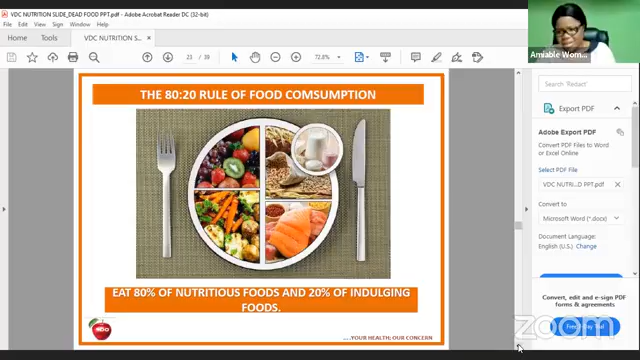 VDC NUTRITION SLIDE_DEAD FOOD PPT.pdf - Adobe Acrobat Reader DC (32-bit)
File Edit View Sign Window Help
Home Tools VDC NUTRITION S... ×
23 / 39 72.8%
THE 80:20 RULE OF FOOD COMSUMPTION
EAT 80% OF NUTRITIOUS FOODS AND 20% OF INDULGING
FOODS.
....YOUR HEALTH; OUR CONCERN
Amiable Wom...
Search 'Redact'
Export PDF
Adobe Export PDF
Convert PDF Files to Word
or Excel Online
Select PDF File
VDC NUTRI...D PPT.pdf ×
Convert to
Microsoft Word (*.docx)
Document Language:
English (U.S.) Change
Convert, edit and e-sign PDF
forms & agreements
Free 7-Day Trial
zoom